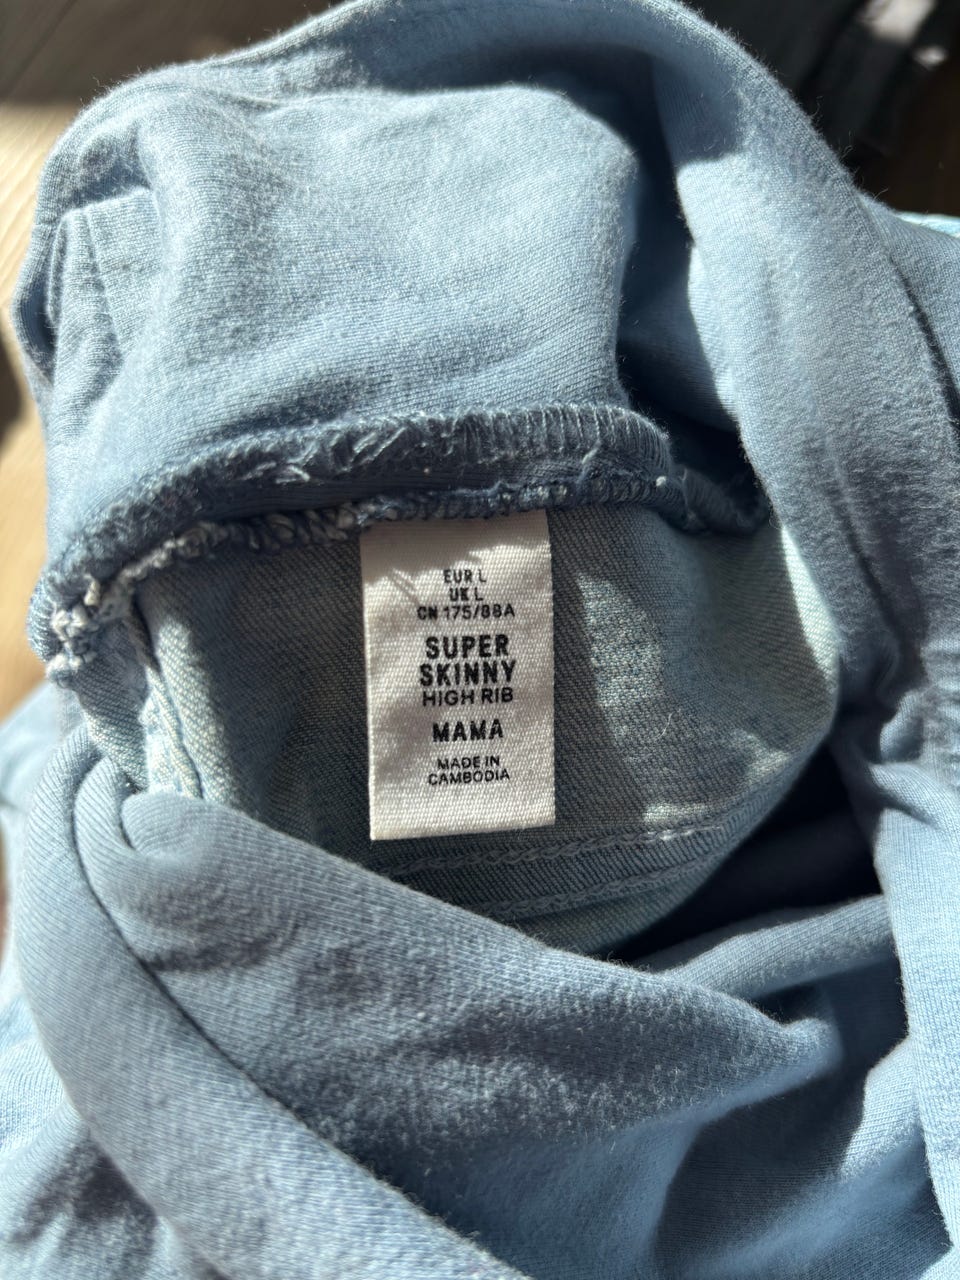 EUR L
UK L
CN 175/88A
SUPER
SKINNY
HIGH RIB
MAMA
MADE IN
CAMBODIA